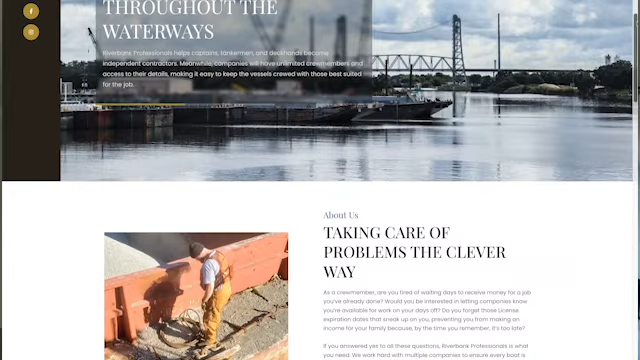 THROUGHOUT THE
WATERWAYS
Riverbank Professionals helps captains, tankermen, and deckhands become
independent contractors. Meanwhile, companies will have unlimited crewmembers and
access to their details, making it easy to keep the vessels crewed with those best suited
for the job.
About Us
TAKING CARE OF
PROBLEMS THE CLEVER
WAY
As a crewmember, are you tired of waiting days to receive money for a job
you've already done? Would you be interested in letting companies know
you're available for work on your days off? Do you forget those License
expiration dates that sneak up on you, preventing you from making an
income for your family because, by the time you remember, it's too late?
If you answered yes to all these questions, Riverbank Professionals is what
you need. We work hard with multiple companies to ensure every boat is